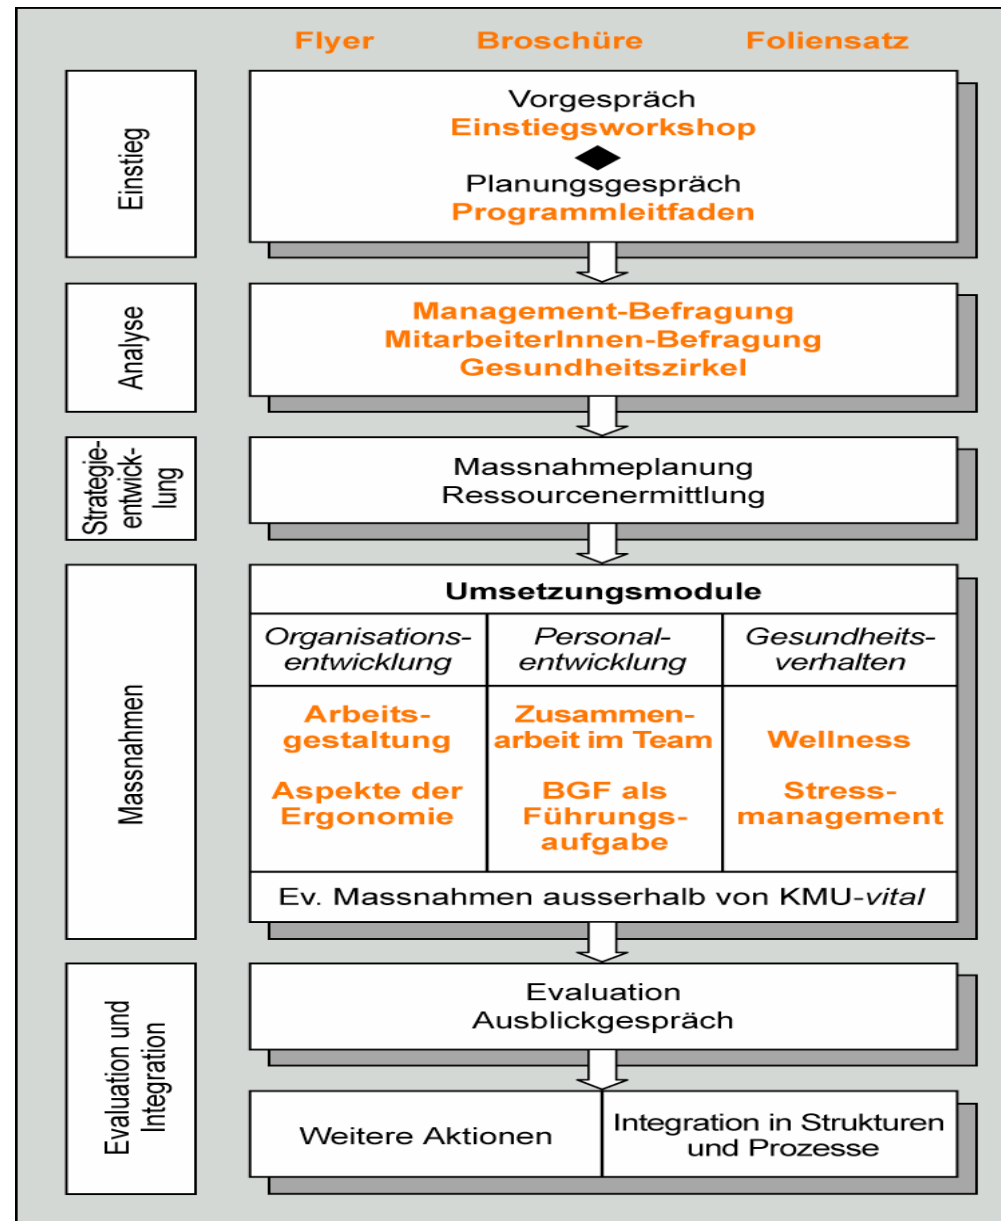 Flyer Broschüre Foliensatz
Einstieg
Vorgespräch
Einstiegsworkshop
Planungsgespräch
Programmleitfaden
Analyse
Management-Befragung
MitarbeiterInnen-Befragung
Gesundheitszirkel
Strategie-
entwick-
lung
Massnahmeplanung
Ressourcenermittlung
Massnahmen
Umsetzungsmodule
Organisations-
entwicklung
Personal-
entwicklung
Gesundheits-
verhalten
Arbeits-
gestaltung
Aspekte der
Ergonomie
Zusammen-
arbeit im Team
BGF als
Führungs-
aufgabe
Wellness
Stress-
management
Ev. Massnahmen ausserhalb von KMU-vital
Evaluation und
Integration
Evaluation
Ausblickgespräch
Weitere Aktionen
Integration in Strukturen
und Prozesse